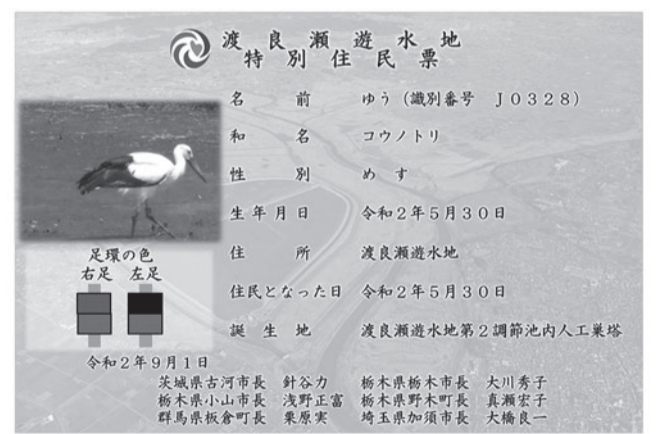 渡良瀬遊水地
特別住民票
名前 ゆう（識別番号 J0328）
和名 コウノトリ
性別 めす
生年月日 令和2年5月30日
住所 渡良瀬遊水地
住民となった日 令和2年5月30日
誕生地 渡良瀬遊水地第2調節池内人工巣塔
足環の色
右足 左足
令和2年9月1日
茨城県古河市長 針谷力 栃木県栃木市長 大川秀子
栃木県小山市長 浅野正富 栃木県野木町長 真瀬宏子
群馬県板倉町長 栗原実 埼玉県加須市長 大橋良一